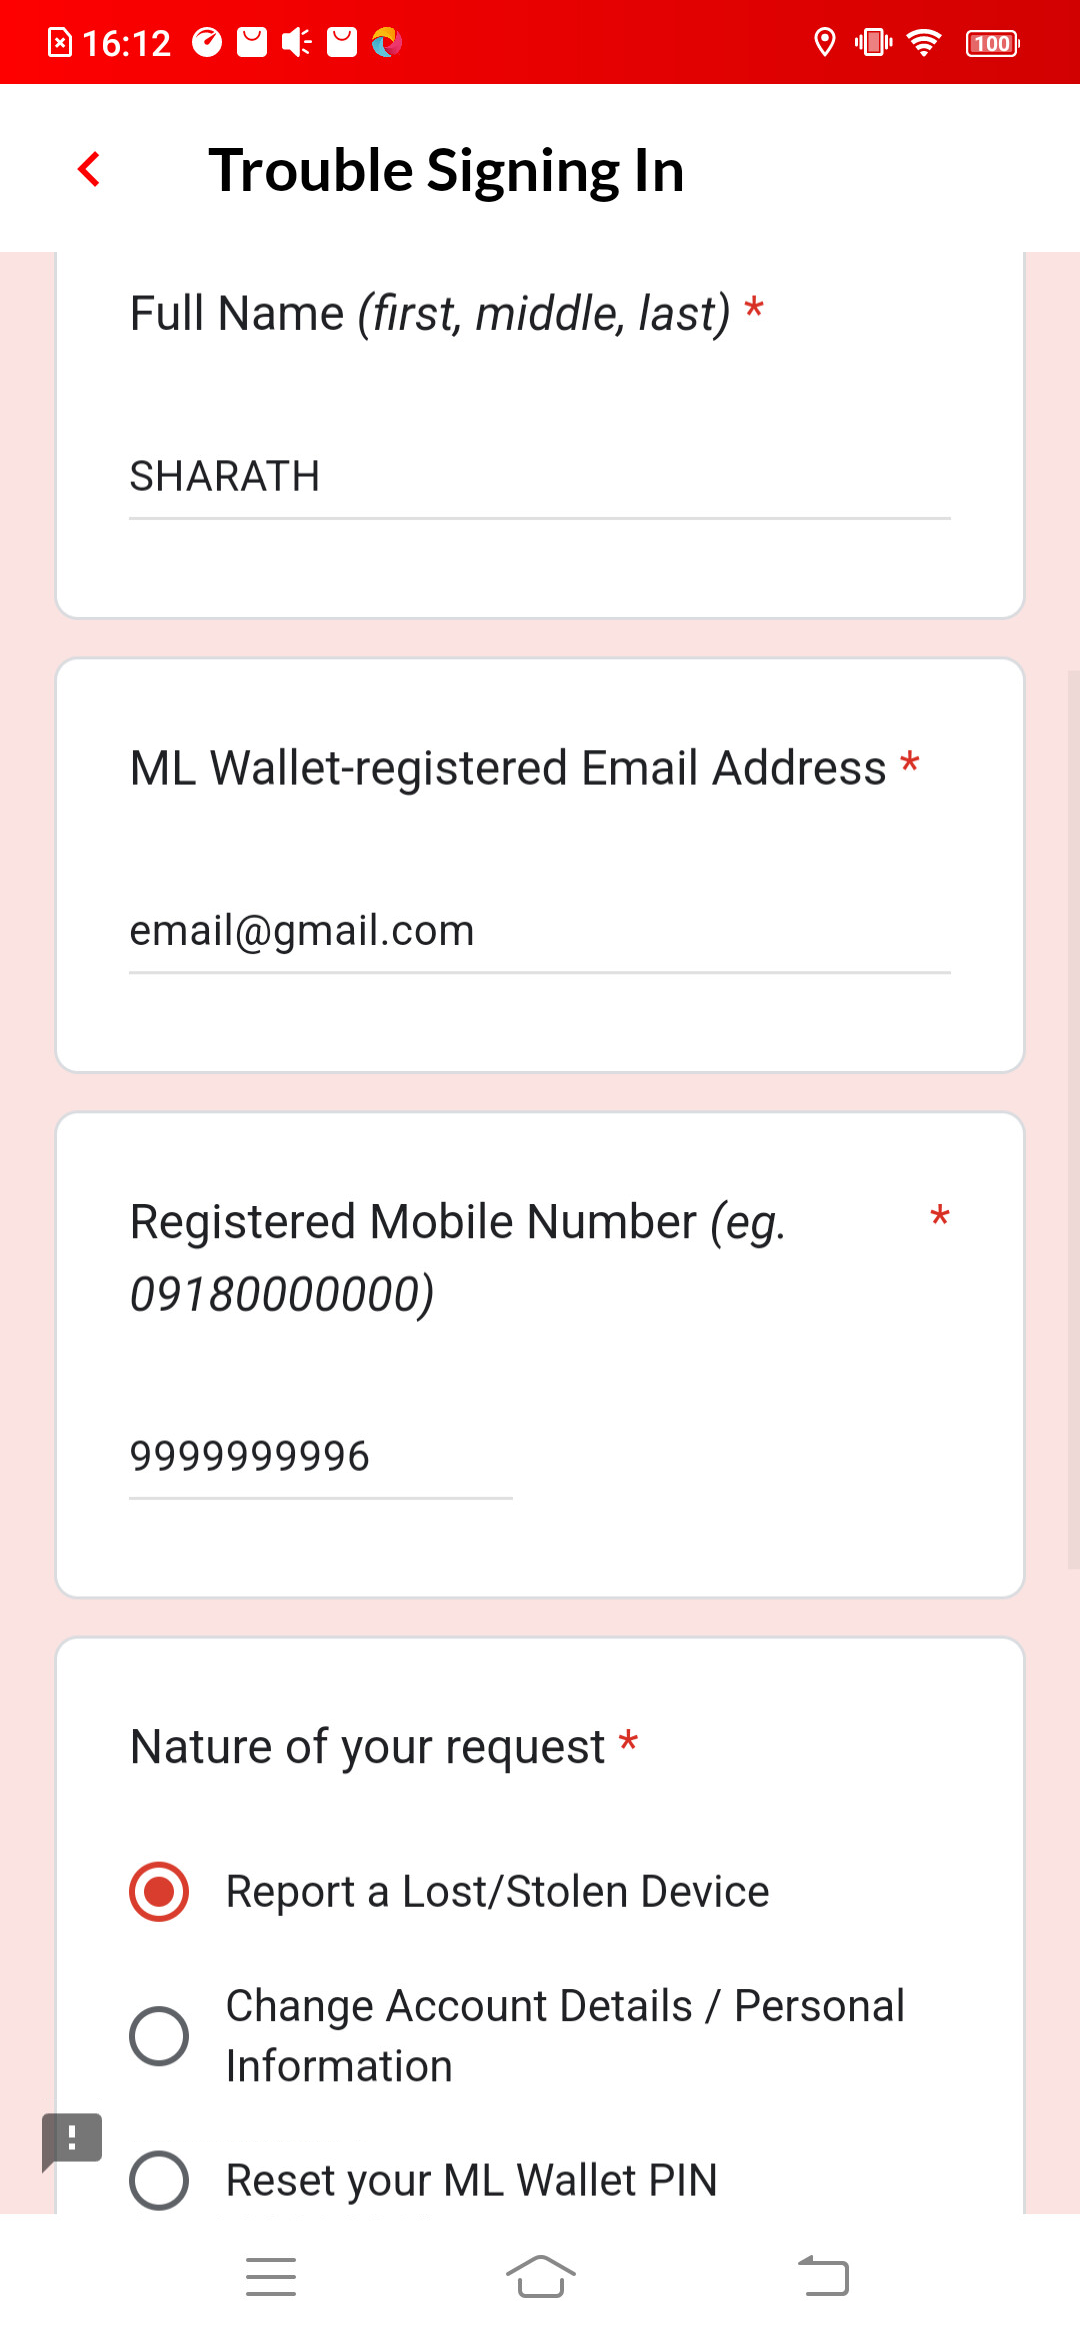 16:12
100
Trouble Signing In
Full Name (first, middle, last) *
SHARATH
ML Wallet-registered Email Address *
email@gmail.com
Registered Mobile Number (eg. *
09180000000)
9999999996
Nature of your request *
Report a Lost/Stolen Device
Change Account Details / Personal
Information
Reset your ML Wallet PIN